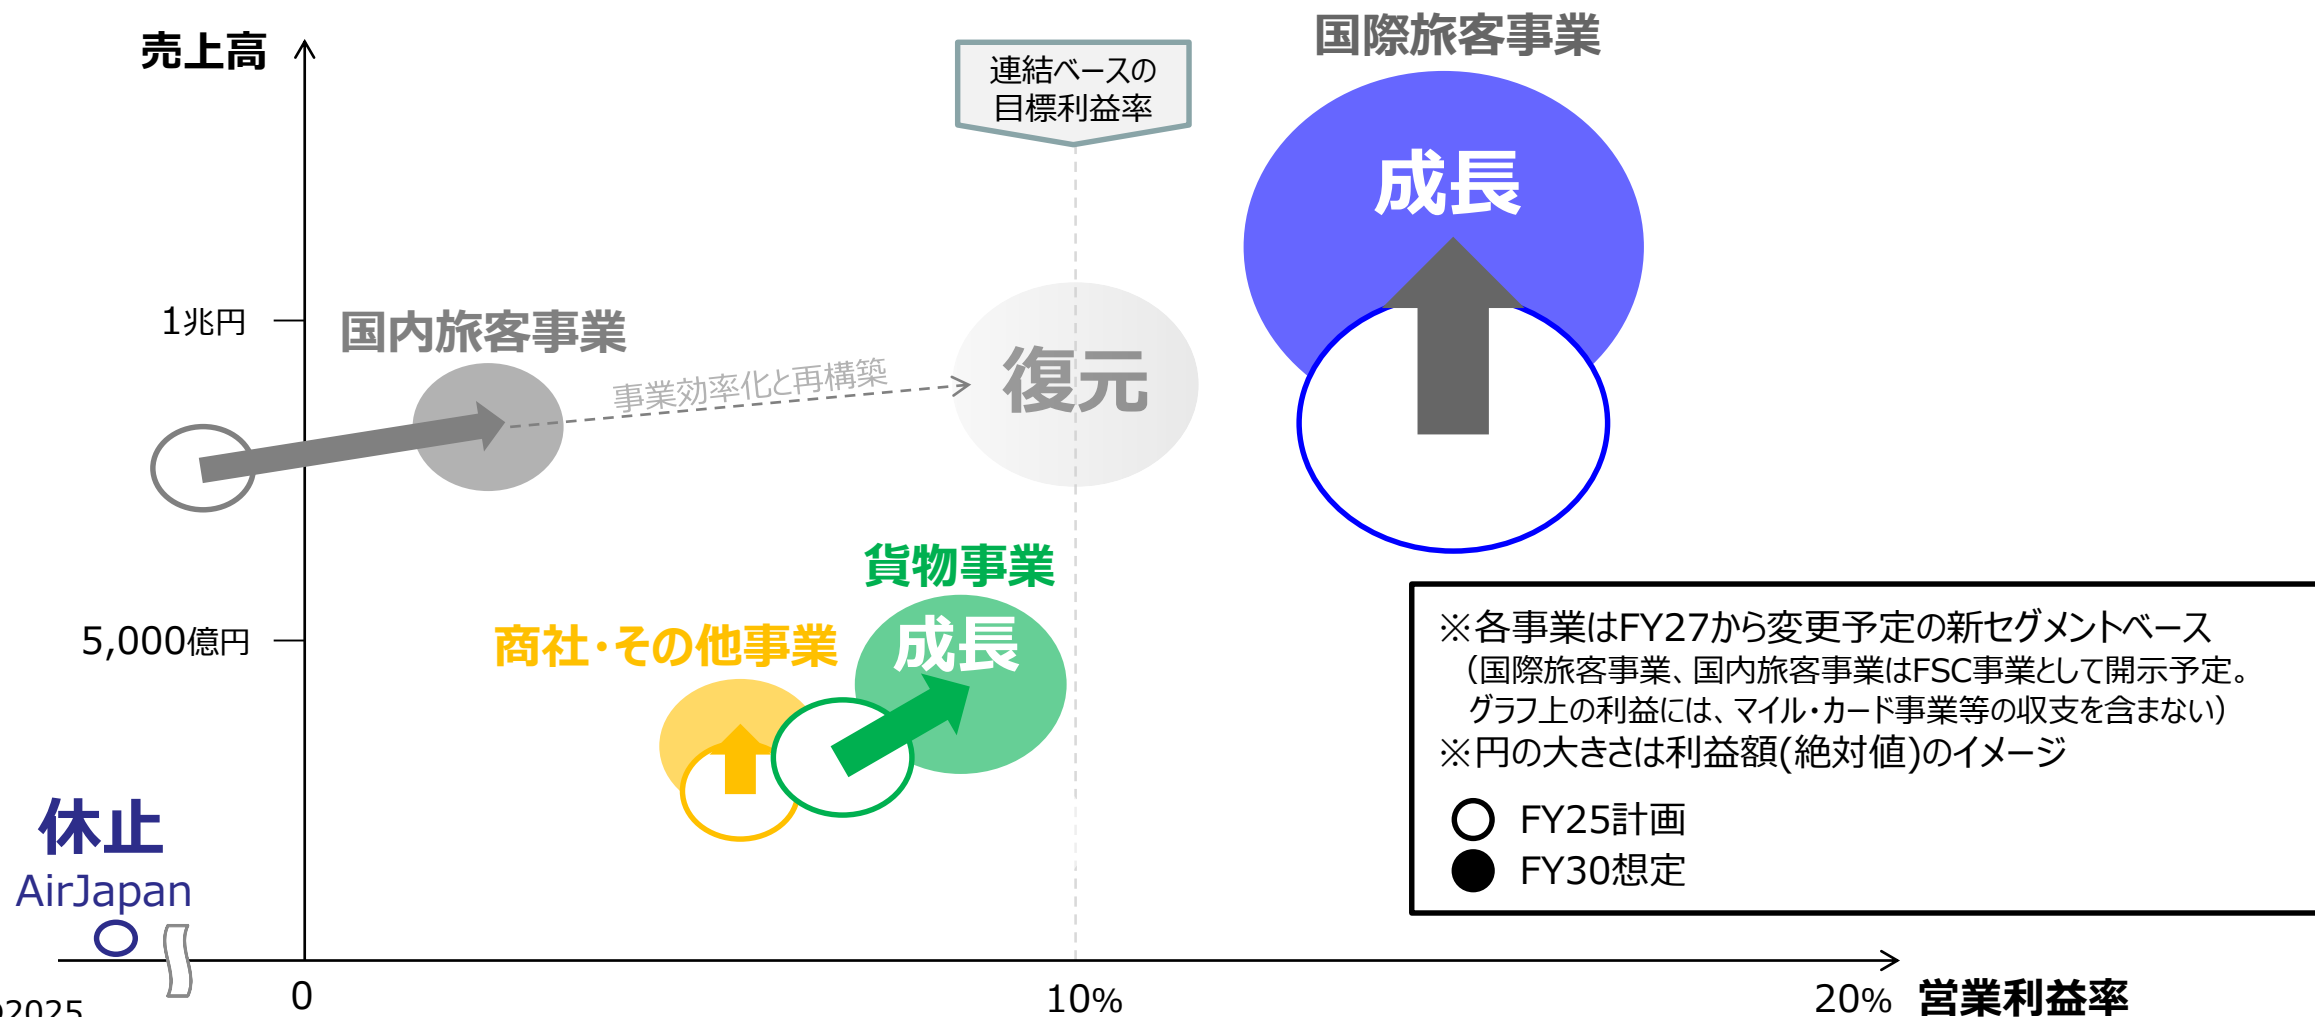 売上高
連結ベースの
目標利益率
国際旅客事業
成長
1兆円
国内旅客事業
事業効率化と再構築
復元
貨物事業
成長
商社・その他事業
5,000億円
休止
AirJapan
※各事業はFY27から変更予定の新セグメントベース
（国際旅客事業、国内旅客事業はFSC事業として開示予定。
グラフ上の利益には、マイル・カード事業等の収支を含まない）
※円の大きさは利益額(絶対値)のイメージ
FY25計画
FY30想定
0
10%
20%
営業利益率
2025